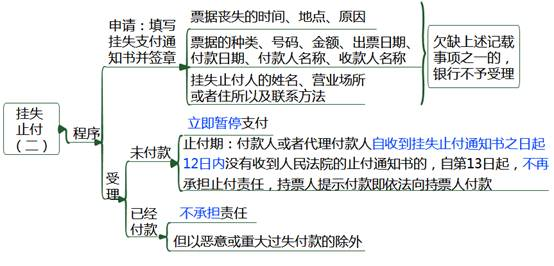 挂失
止付
（二）
程序
申请：填写
挂失支付通
知书并签章
票据丧失的时间、地点、原因
票据的种类、号码、金额、出票日期、
付款日期、付款人名称、收款人名称
挂失止付人的姓名、营业场所
或者住所以及联系方法
欠缺上述记载
事项之一的，
银行不予受理
受
理
未付款
立即暂停支付
止付期：付款人或者代理付款人自收到挂失止付通知书之日起
12日内没有收到人民法院的止付通知书的，自第13日起，不再
承担止付责任，持票人提示付款即依法向持票人付款
已经
付款
不承担责任
但以恶意或重大过失付款的除外